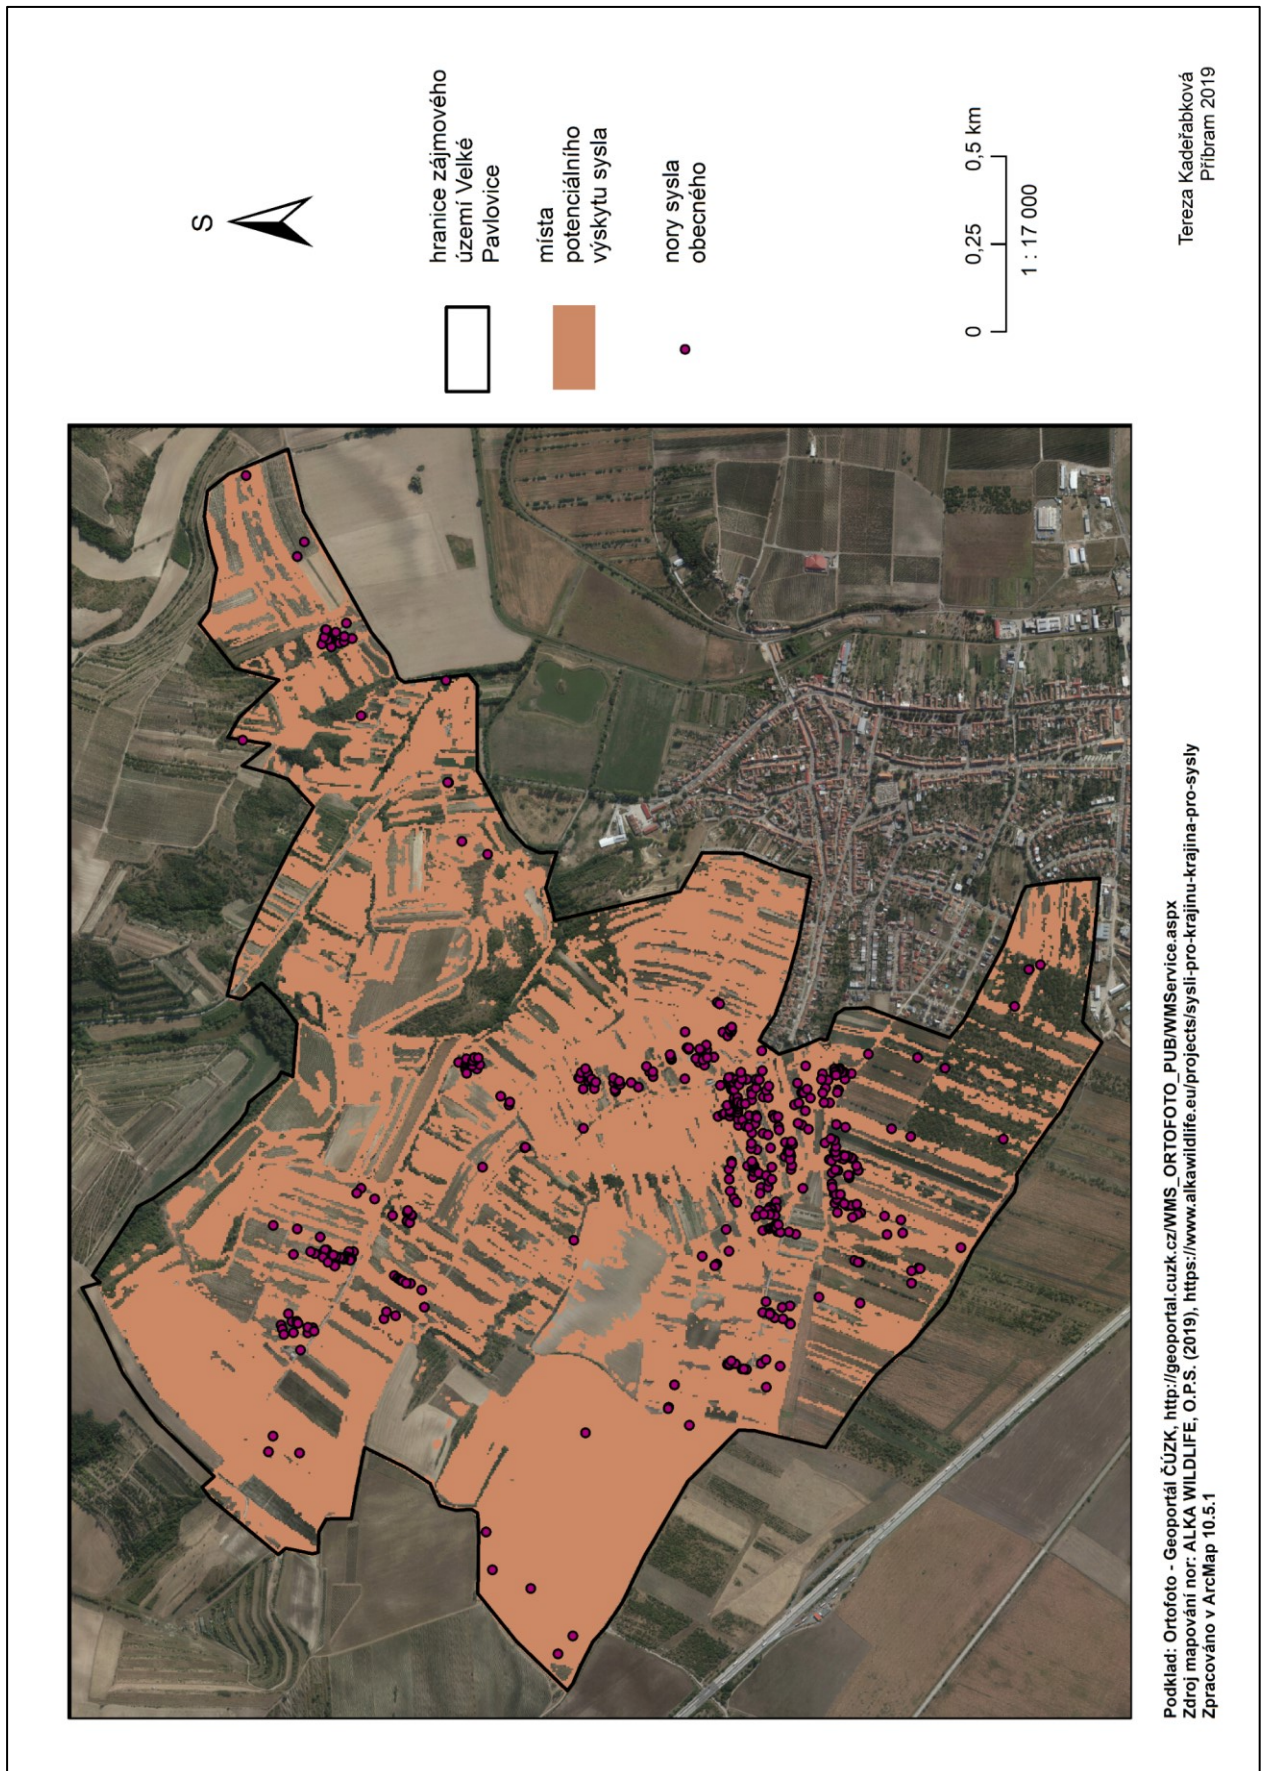 S
hranice zájmového
území Velké
Pavlovice
místa
potenciálního
výskytu sysla
nory sysla
obecného
0 0,25 0,5 km
1 : 17 000
Tereza Kadeřabková
Příbram 2019
Podklad: Ortofoto - Geoportál ČÚZK, http://geoportal.cuzk.cz/WMS_ORTOFOTO_PUB/WMService.aspx
Zdroj mapování nor: ALKA WILDLIFE, O.P.S. (2019), https://www.alkawildlife.eu/projects/sysli-pro-krajinu-krajina-pro-sysly
Zpracováno v ArcMap 10.5.1